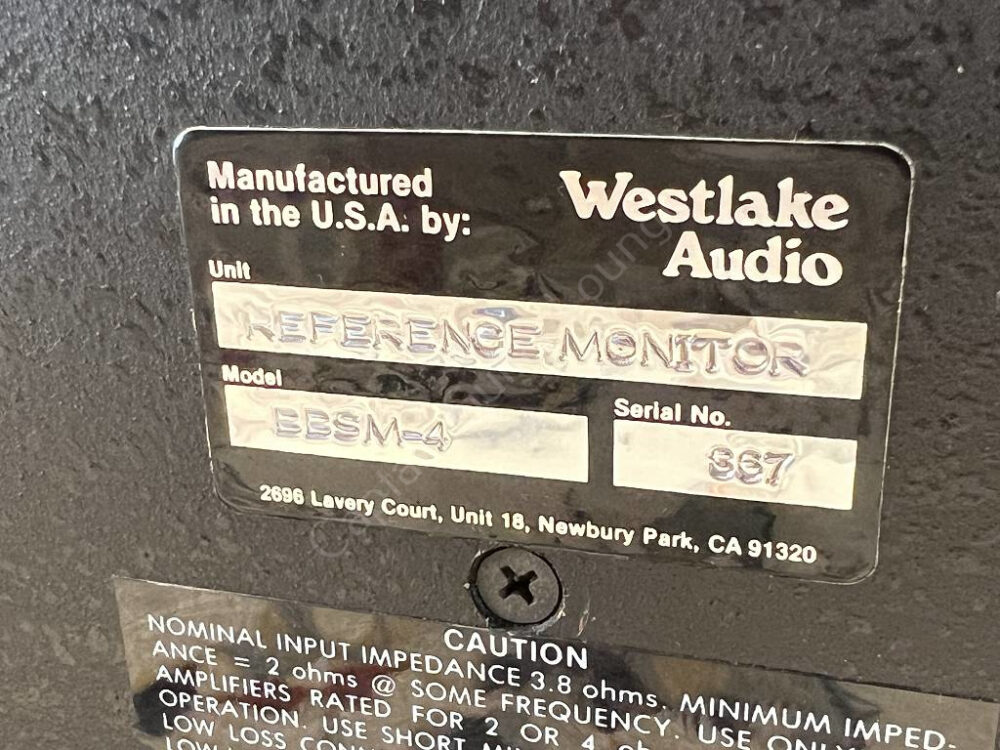 Manufactured
in the U.S.A. by:
Westlake
Audio
Unit
REFERENCE MONITOR
Model
BBSM-4
Serial No.
667
2696 Lavery Court, Unit 18, Newbury Park, CA 91320
CAUTION
NOMINAL INPUT IMPEDANCE 3.8 ohms. MINIMUM IMPED.
ANCE = 2 ohms @ SOME FREQUENCY. USE
AMPLIFIERS RATED FOR 2 OR 4
OPERATION. USE SHORT
LOW LOSS